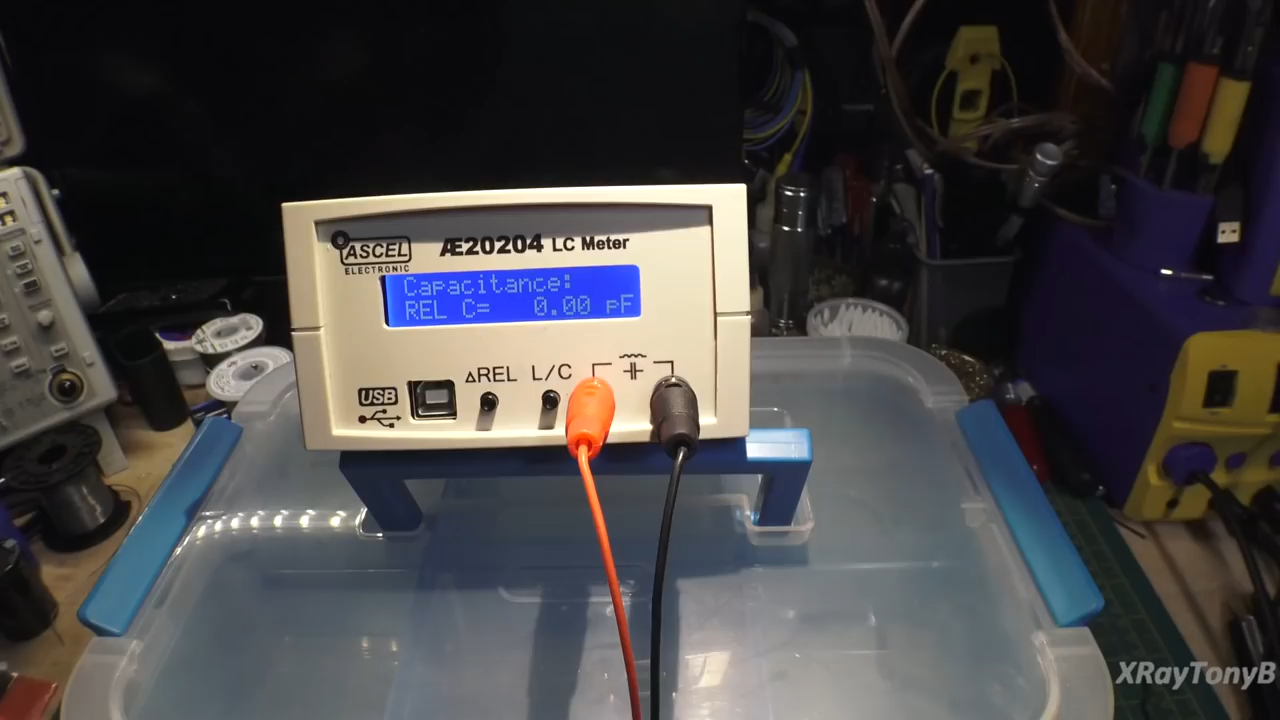 ASCEL
ELECTRONIC
Æ20204 LC Meter
Capacitance:
REL C= 0.00 pF
ΔREL L/C
USB
XRayTonyB